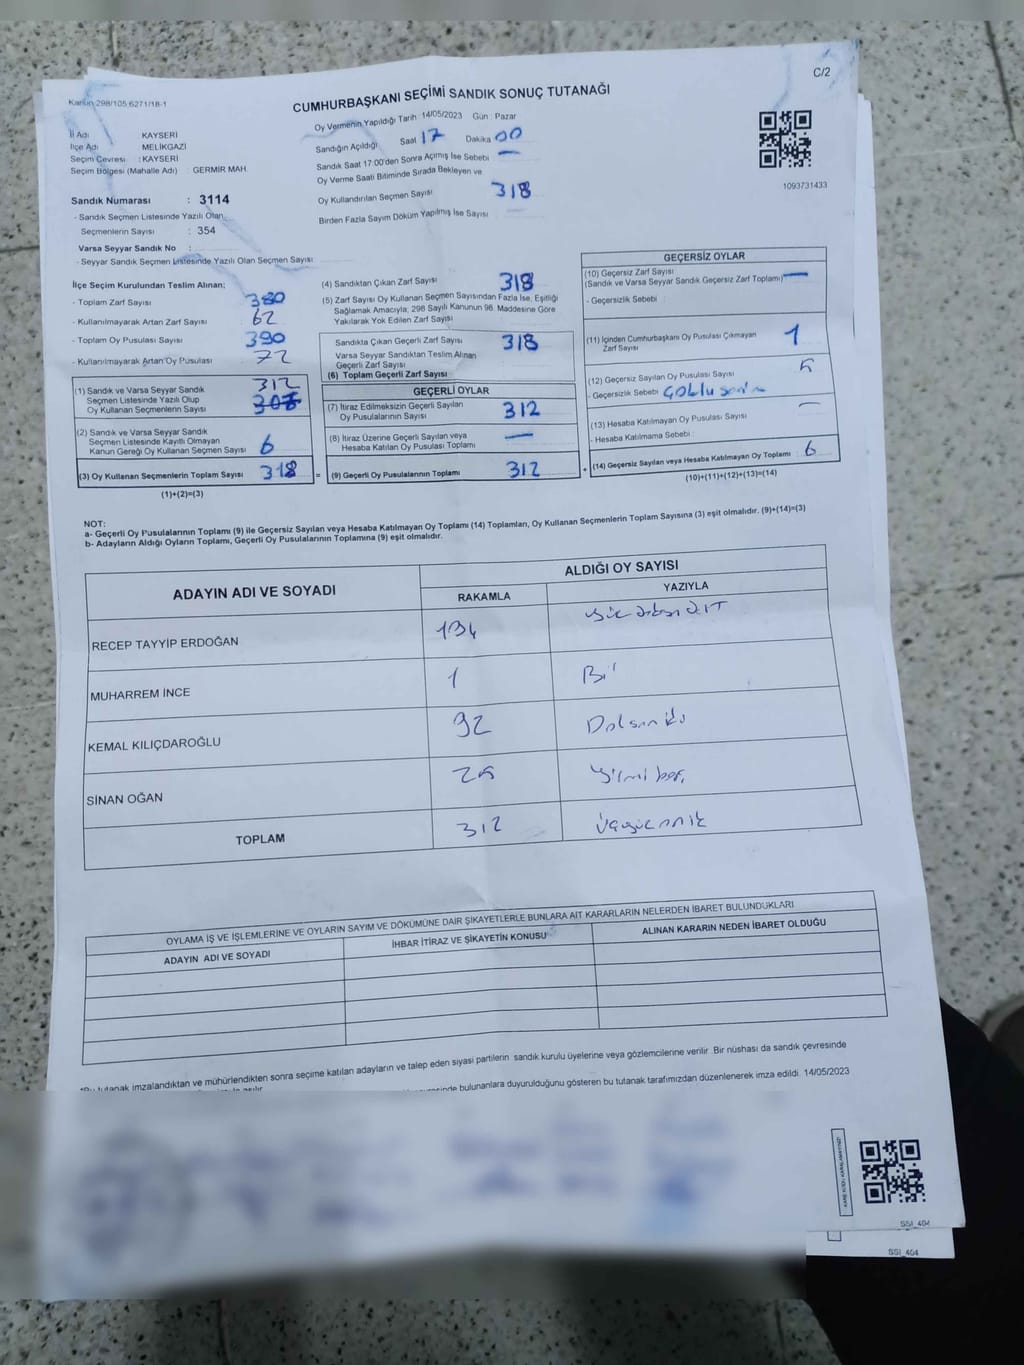 C/2
Kanun 298/105,6271/18-1
CUMHURBAŞKANI SEÇİMİ SANDIK SONUÇ TUTANAĞI
İl Adı KAYSERİ
İlçe Adı MELİKGAZİ
Seçim Çevresi : KAYSERİ
Seçim Bölgesi (Mahalle Adı) : GERMİR MAH.
Sandık Numarası : 3114
- Sandık Seçmen Listesinde Yazılı Olan
Seçmenlerin Sayısı : 354
Varsa Seyyar Sandık No :
- Seyyar Sandık Seçmen Listesinde Yazılı Olan Seçmen Sayısı
Oy Vermenin Yapıldığı Tarih : 14/05/2023 Gün : Pazar
Sandığın Açıldığı Saat 17 Dakika 00
Sandık Saat 17:00'den Sonra Açılmış İse Sebebi —
Oy Verme Saati Bitiminde Sırada Bekleyen ve
Oy Kullandırılan Seçmen Sayısı 318
Birden Fazla Sayım Döküm Yapılmış İse Sayısı
1093731433
İlçe Seçim Kurulundan Teslim Alınan;
- Toplam Zarf Sayısı 380
- Kullanılmayarak Artan Zarf Sayısı 62
- Toplam Oy Pusulası Sayısı 390
- Kullanılmayarak Artan Oy Pusulası 72
(1) Sandık ve Varsa Seyyar Sandık 312
Seçmen Listesinde Yazılı Olup
Oy Kullanan Seçmenlerin Sayısı
(2) Sandık ve Varsa Seyyar Sandık
Seçmen Listesinde Kayıtlı Olmayan
Kanun Gereği Oy Kullanan Seçmen Sayısı 6
(3) Oy Kullanan Seçmenlerin Toplam Sayısı 318 =
(1)+(2)=(3)
(4) Sandıktan Çıkan Zarf Sayısı 318
(5) Zarf Sayısı Oy Kullanan Seçmen Sayısından Fazla İse, Eşitliği
Sağlamak Amacıyla; 298 Sayılı Kanunun 98. Maddesine Göre
Yakılarak Yok Edilen Zarf Sayısı
Sandıkta Çıkan Geçerli Zarf Sayısı 318
Varsa Seyyar Sandıktan Teslim Alınan
Geçerli Zarf Sayısı
(6) Toplam Geçerli Zarf Sayısı
GEÇERLİ OYLAR
(7) İtiraz Edilmeksizin Geçerli Sayılan
Oy Pusulalarının Sayısı 312
(8) İtiraz Üzerine Geçerli Sayılan veya
Hesaba Katılan Oy Pusulası Toplamı —
(9) Geçerli Oy Pusulalarının Toplamı 312 +
GEÇERSİZ OYLAR
(10) Geçersiz Zarf Sayısı
(Sandık ve Varsa Seyyar Sandık Geçersiz Zarf Toplamı) —
- Geçersizlik Sebebi :
(11) İçinden Cumhurbaşkanı Oy Pusulası Çıkmayan
Zarf Sayısı 1
(12) Geçersiz Sayılan Oy Pusulası Sayısı 5
- Geçersizlik Sebebi
(13) Hesaba Katılmayan Oy Pusulası Sayısı —
- Hesaba Katılmama Sebebi :
(14) Geçersiz Sayılan veya Hesaba Katılmayan Oy Toplamı 6
(10)+(11)+(12)+(13)=(14)
NOT:
a- Geçerli Oy Pusulalarının Toplamı (9) ile Geçersiz Sayılan veya Hesaba Katılmayan Oy Toplamı (14) Toplamları, Oy Kullanan Seçmenlerin Toplam Sayısına (3) eşit olmalıdır. (9)+(14)=(3)
b- Adayların Aldığı Oyların Toplamı, Geçerli Oy Pusulalarının Toplamına (9) eşit olmalıdır.
ADAYIN ADI VE SOYADI
ALDIĞI OY SAYISI
RAKAMLA YAZIYLA
RECEP TAYYİP ERDOĞAN 194
MUHARREM İNCE 1 Bir
KEMAL KILIÇDAROĞLU 92 Doksan iki
SİNAN OĞAN 25 Yirmi beş
TOPLAM 312 Üçyüz oniki
OYLAMA İŞ VE İŞLEMLERİNE VE OYLARIN SAYIM VE DÖKÜMÜNE DAİR ŞİKAYETLERLE BUNLARA AİT KARARLARIN NELERDEN İBARET BULUNDUKLARI
ADAYIN ADI VE SOYADI
İHBAR İTİRAZ VE ŞİKAYETİN KONUSU
ALINAN KARARIN NEDEN İBARET OLDUĞU
*Bu tutanak imzalandıktan ve mühürlendikten sonra seçime katılan adayların ve talep eden siyasi partilerin sandık kurulu üyelerine veya gözlemcilerine verilir. Bir nüshası da sandık çevresinde
bulunanlara duyurulduğunu gösteren bu tutanak tarafımızdan düzenlenerek imza edildi. 14/05/2023
KARE KODU KARALAMAYINIZ!
SSI_404
SSI_404